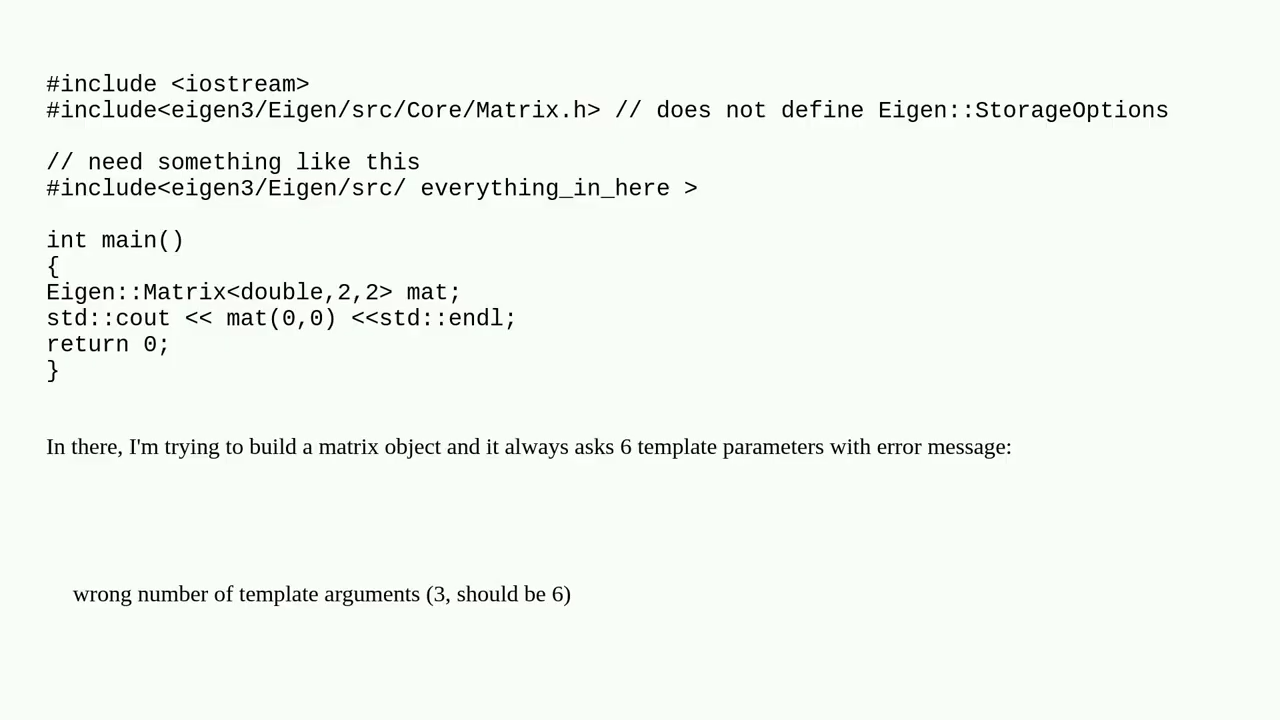 #include <iostream>
#include<eigen3/Eigen/src/Core/Matrix.h> // does not define Eigen::StorageOptions
// need something like this
#include<eigen3/Eigen/src/ everything_in_here >
int main()
{
Eigen::Matrix<double,2,2> mat;
std::cout << mat(0,0) <<std::endl;
return 0;
}
In there, I'm trying to build a matrix object and it always asks 6 template parameters with error message:
wrong number of template arguments (3, should be 6)